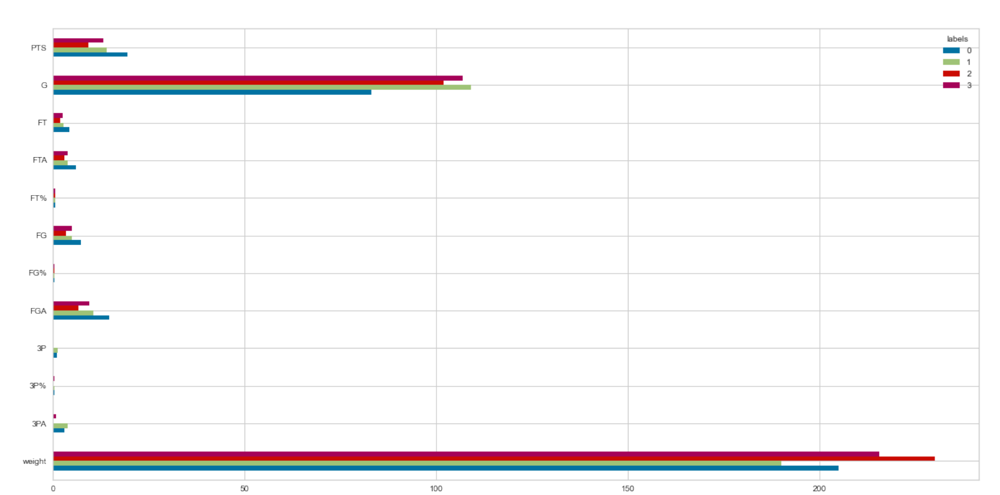 labels
0
1
2
3
PTS
G
FT
FTA
FT%
FG
FG%
FGA
3P
3P%
3PA
weight
0 50 100 150 200